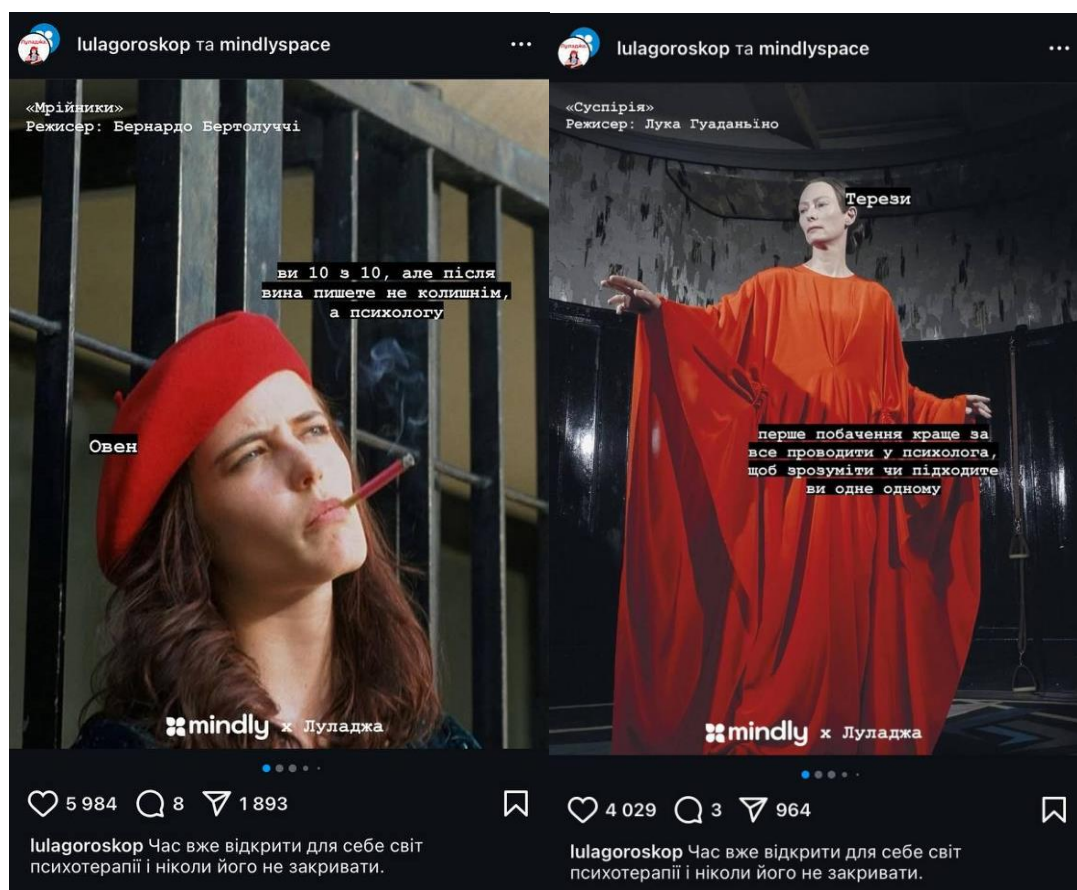 lulagoroskop та mindlyspace
«Мрійники»
Режисер: Бернардо Бертолуччі
ви 10 з 10, але після
вина пишете не колишнім,
а психологу
Овен
mindly x Луладжа
5 984 8 1 893
lulagoroskop Час вже відкрити для себе світ
психотерапії і ніколи його не закривати.
lulagoroskop та mindlyspace
«Суспірія»
Режисер: Лука Гуаданьїно
Терези
перше побачення краще за
все проводити у психолога,
щоб зрозуміти чи підходите
ви одне одному
mindly x Луладжа
4 029 3 964
lulagoroskop Час вже відкрити для себе світ
психотерапії і ніколи його не закривати.